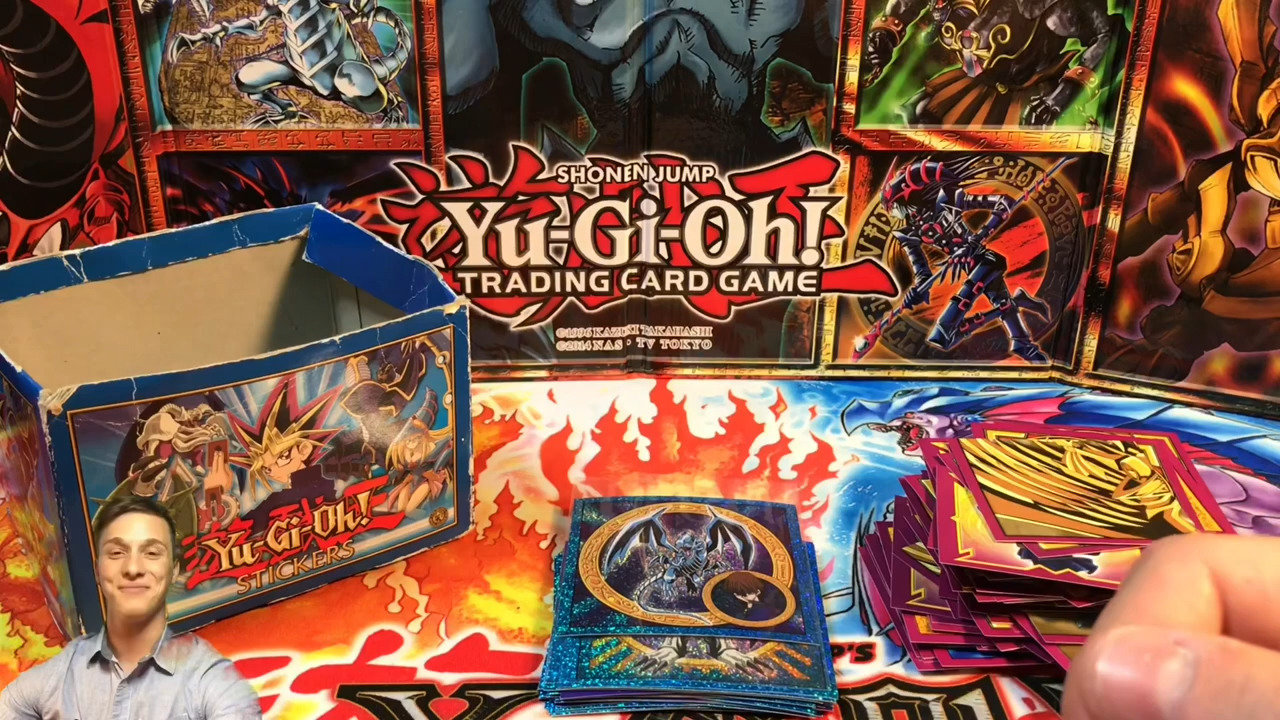 SHONEN JUMP
Yu-Gi-Oh!
TRADING CARD GAME
©1996 KAZUKI TAKAHASHI
©2014 NAS・TV TOKYO
Yu-Gi-Oh!
STICKERS
P'S